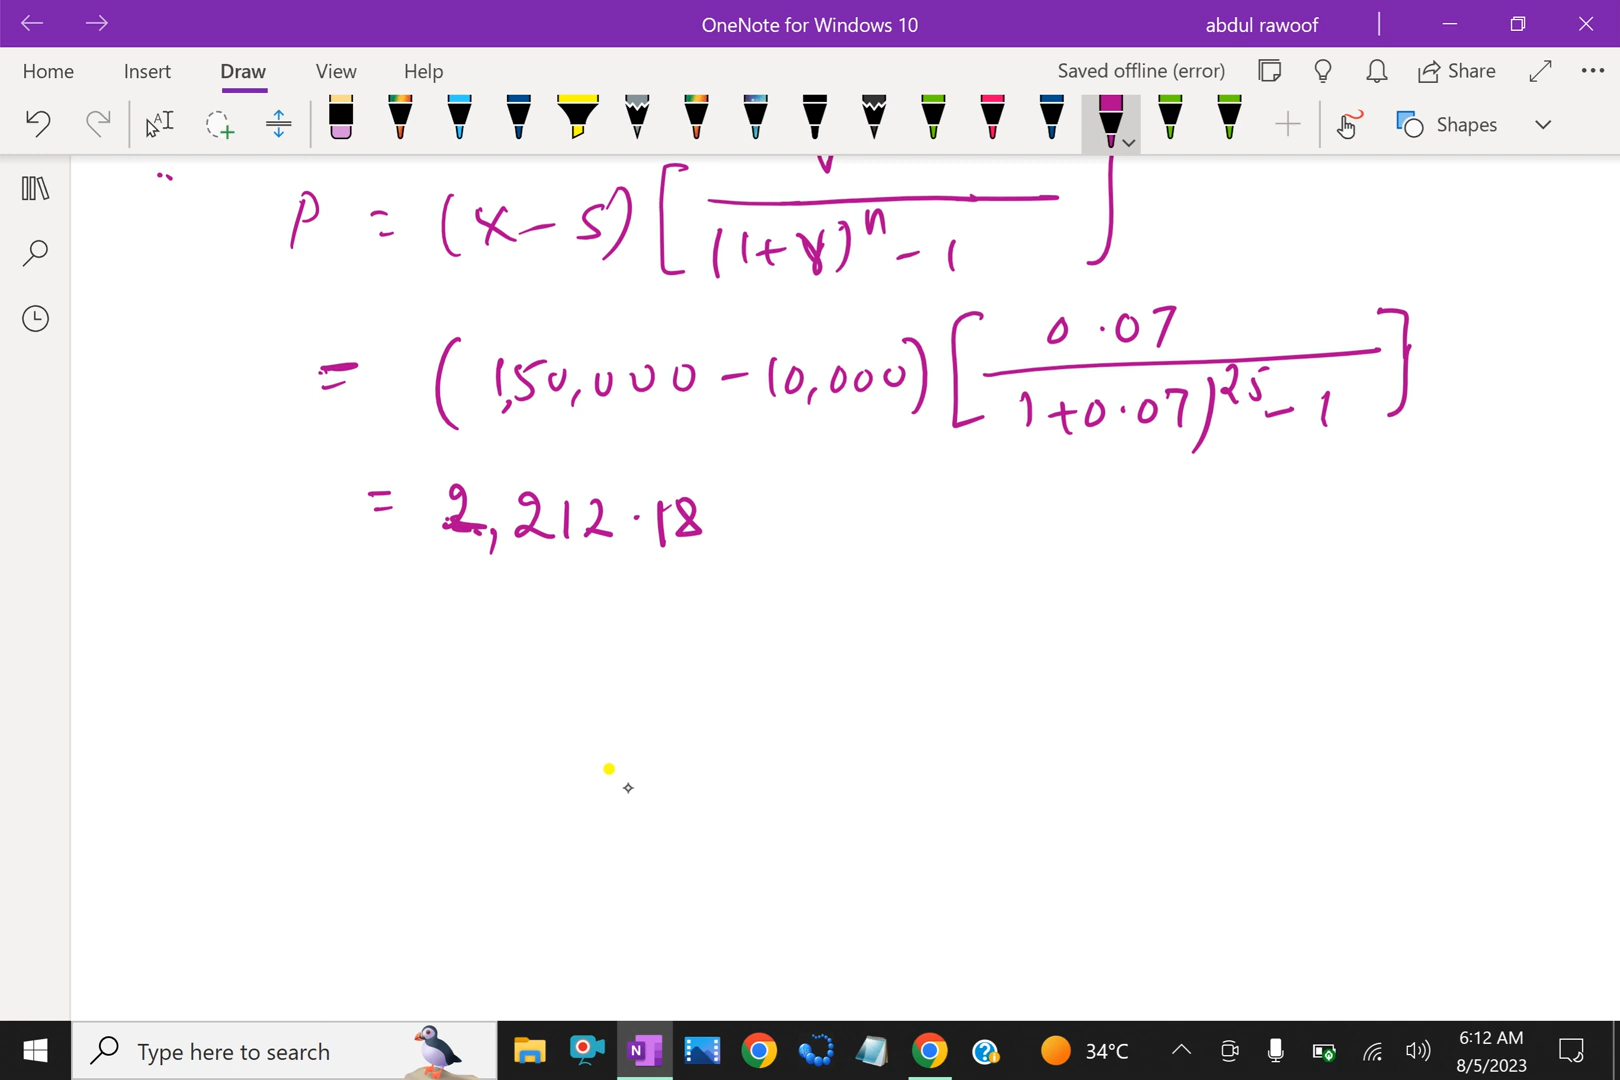 OneNote for Windows 10
abdul rawoof
Home Insert Draw View Help
Saved offline (error)
Share
Shapes
P = (x - s) [ r / (1+r)^n - 1 ]
= (1,50,000 - 10,000) [ 0.07 / 1+0.07)^25 - 1 ]
= 2,212.18
Type here to search
34°C
6:12 AM
8/5/2023